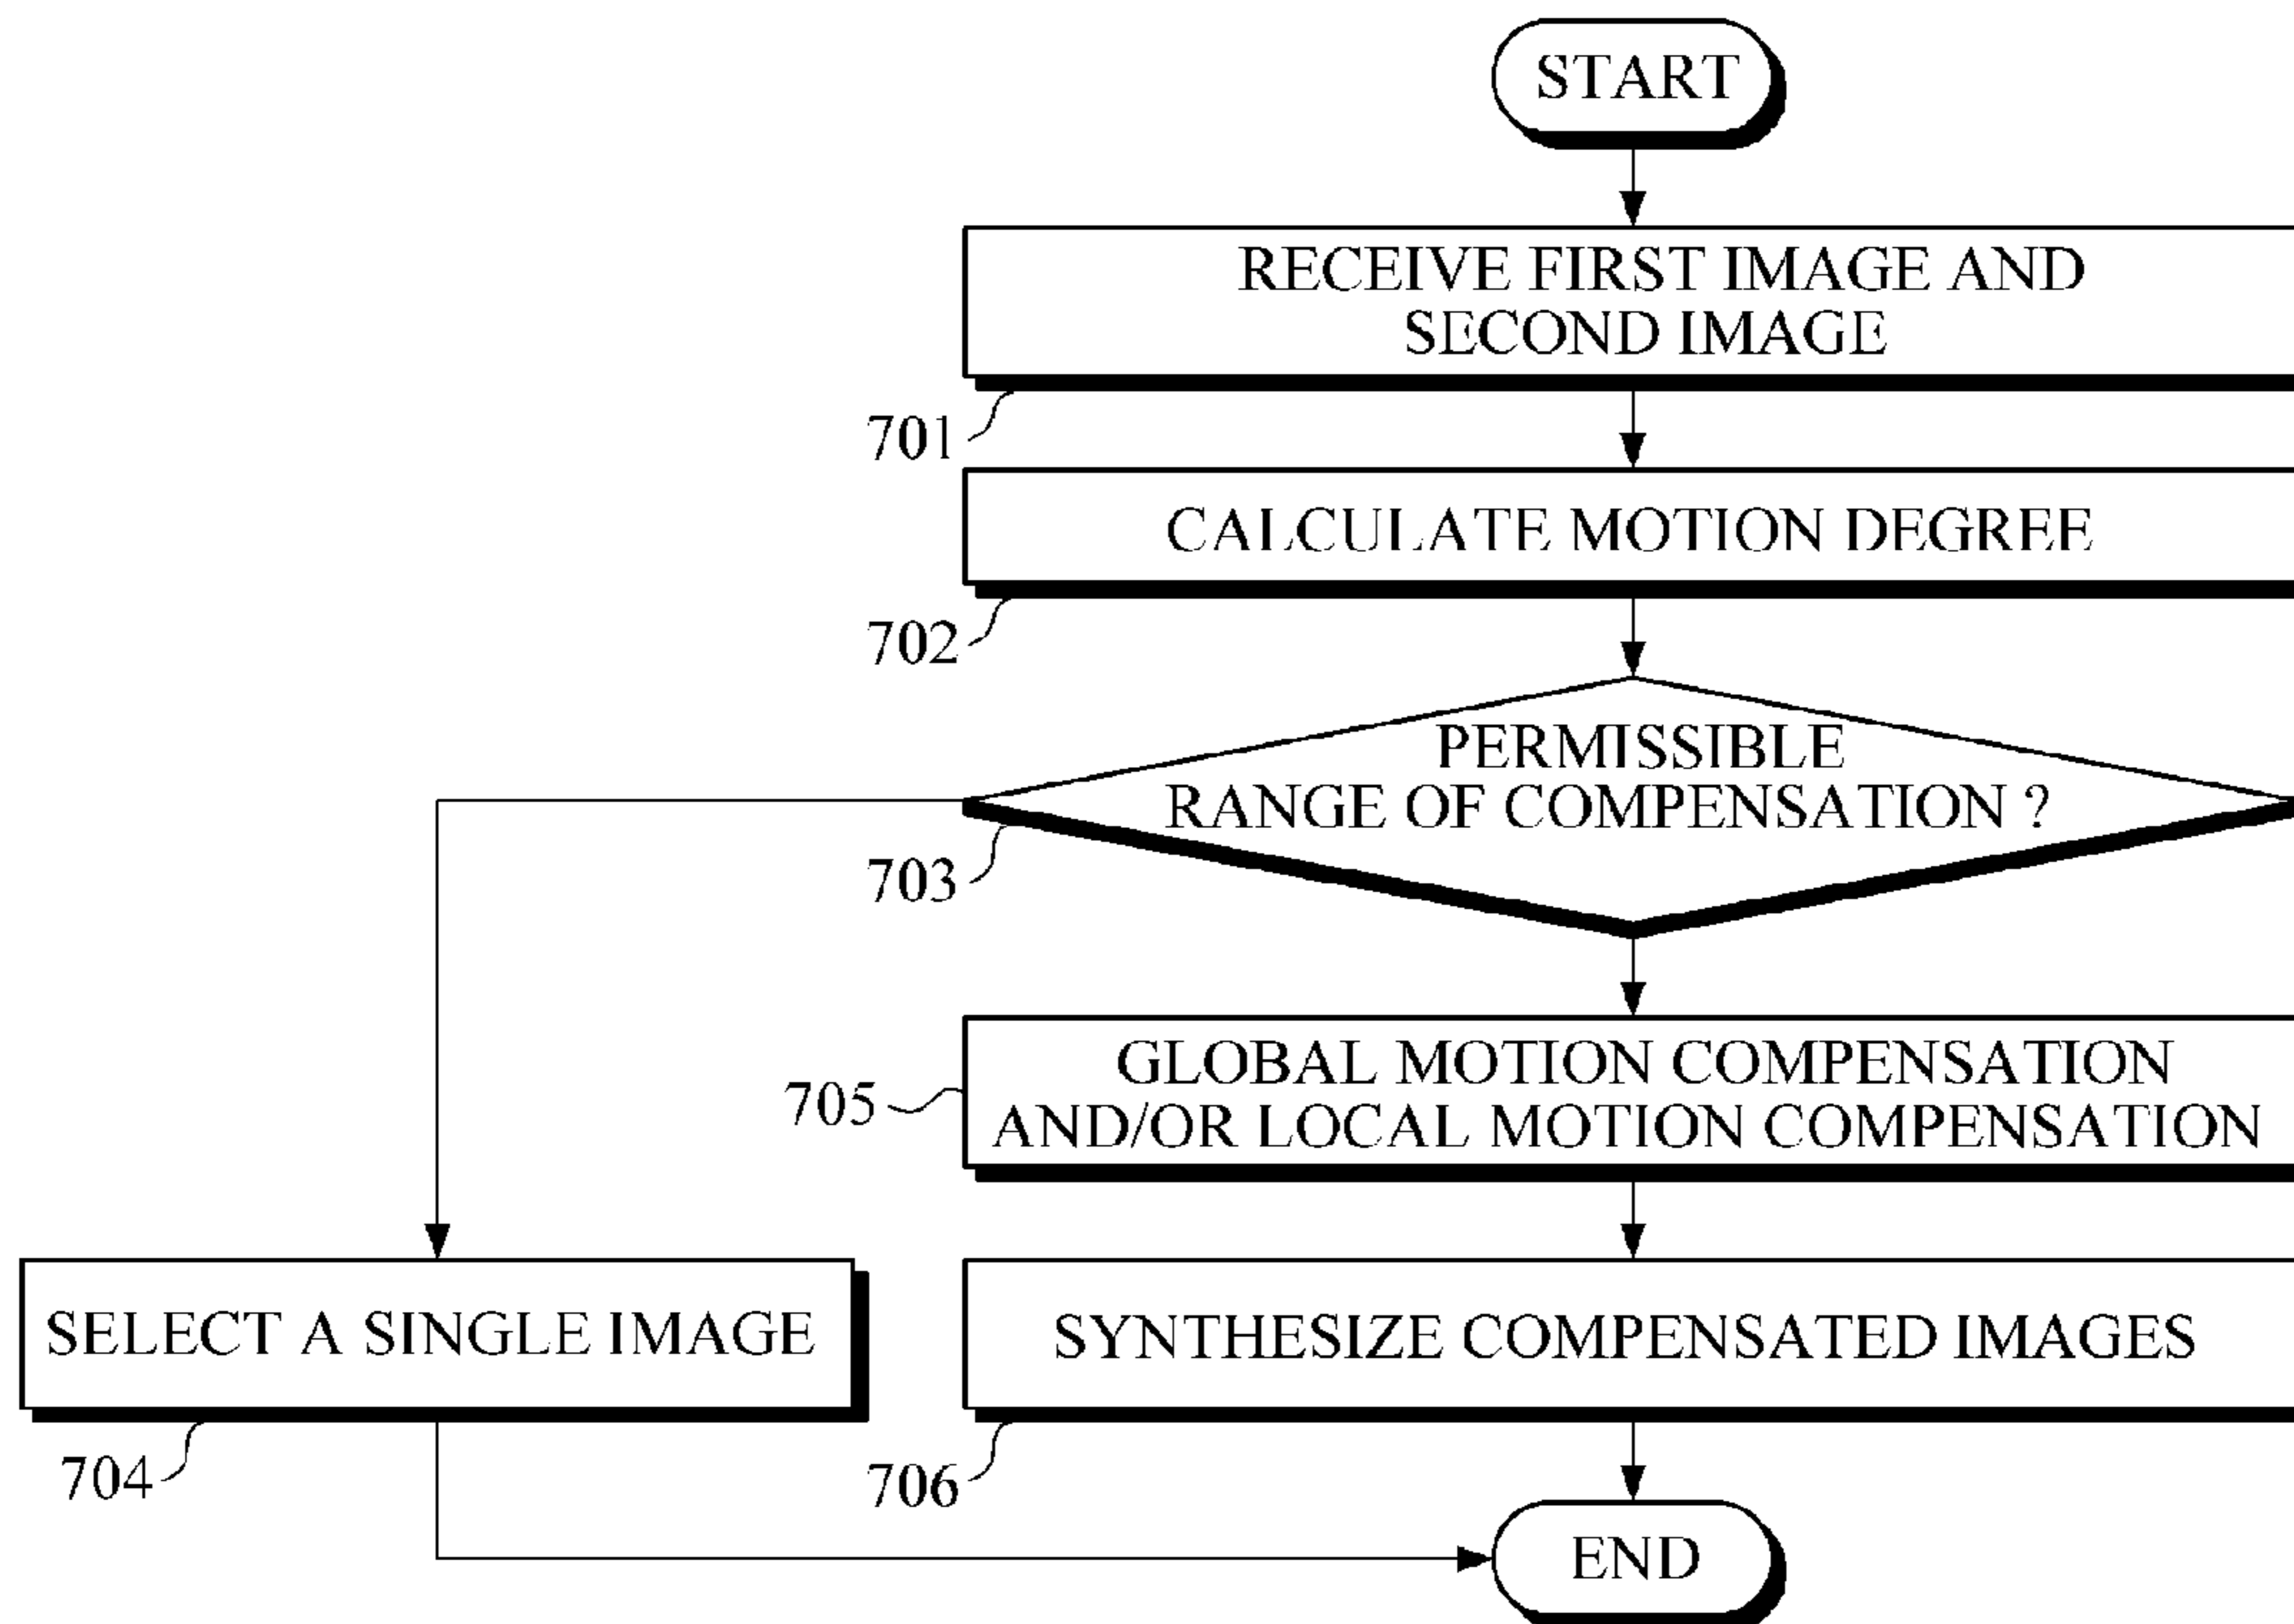 START
RECEIVE FIRST IMAGE AND
SECOND IMAGE
701
CALCULATE MOTION DEGREE
702
PERMISSIBLE
RANGE OF COMPENSATION ?
703
GLOBAL MOTION COMPENSATION
AND/OR LOCAL MOTION COMPENSATION
705
SELECT A SINGLE IMAGE
704
SYNTHESIZE COMPENSATED IMAGES
706
END